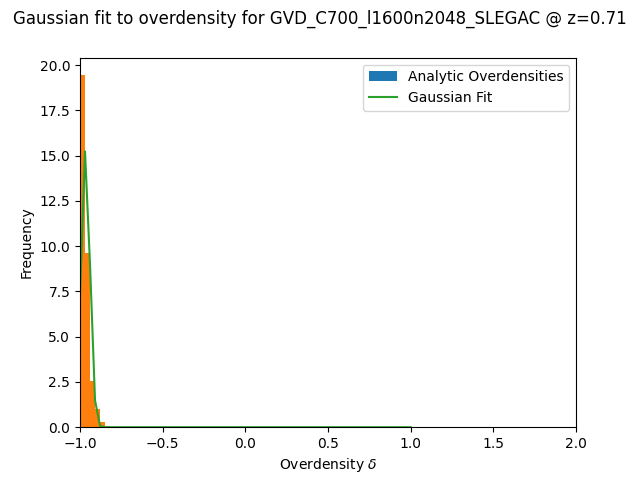 Gaussian fit to overdensity for GVD_C700_l1600n2048_SLEGAC @ z=0.71
20.0
17.5
15.0
12.5
10.0
7.5
5.0
2.5
0.0
Frequency
Analytic Overdensities
Gaussian Fit
−1.0 −0.5 0.0 0.5 1.0 1.5 2.0
Overdensity δ